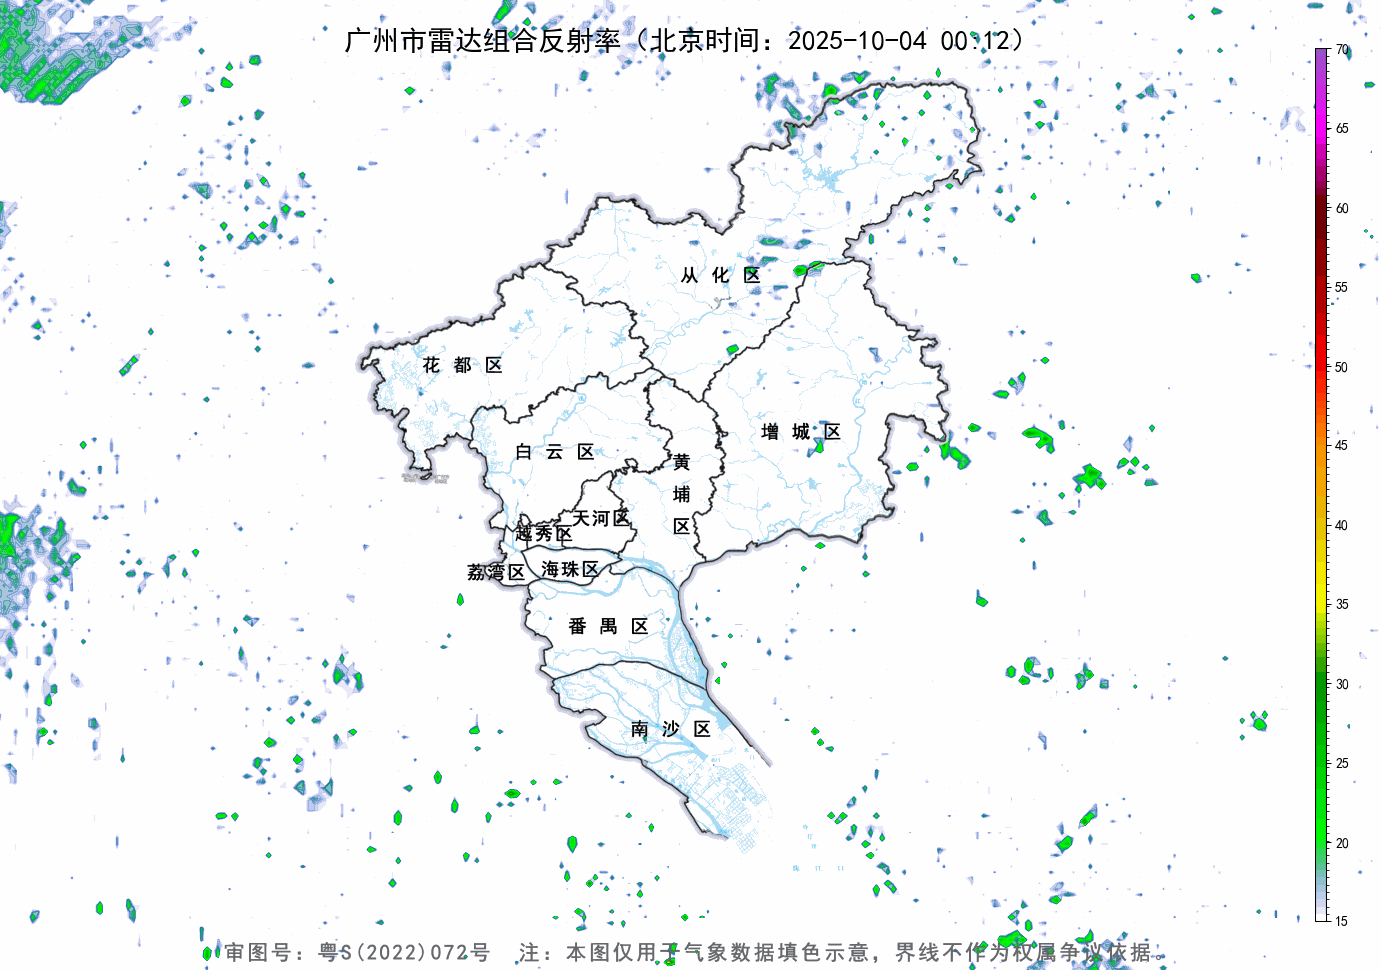 广州市雷达组合反射率（北京时间：2025-10-04 00:12）
70
65
60
55
50
45
40
35
30
25
20
15
从化区
花都区
增城区
白云区
黄埔区
天河区
越秀区
荔湾区
海珠区
番禺区
南沙区
审图号：粤S(2022)072号 注：本图仅用于气象数据填色示意，界线不作为权属争议依据。